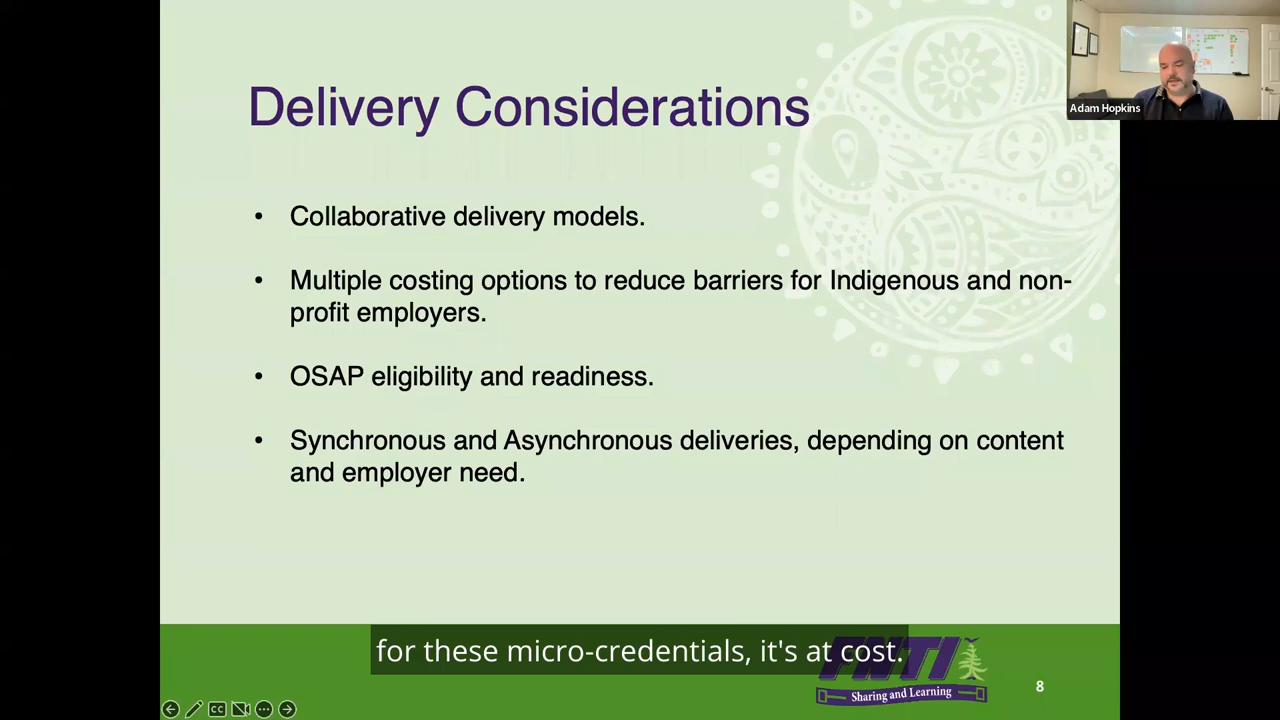 Adam Hopkins
Delivery Considerations
• Collaborative delivery models.
• Multiple costing options to reduce barriers for Indigenous and non-
profit employers.
• OSAP eligibility and readiness.
• Synchronous and Asynchronous deliveries, depending on content
and employer need.
for these micro-credentials, it's at cost.
FNTI
Sharing and Learning
8
CC